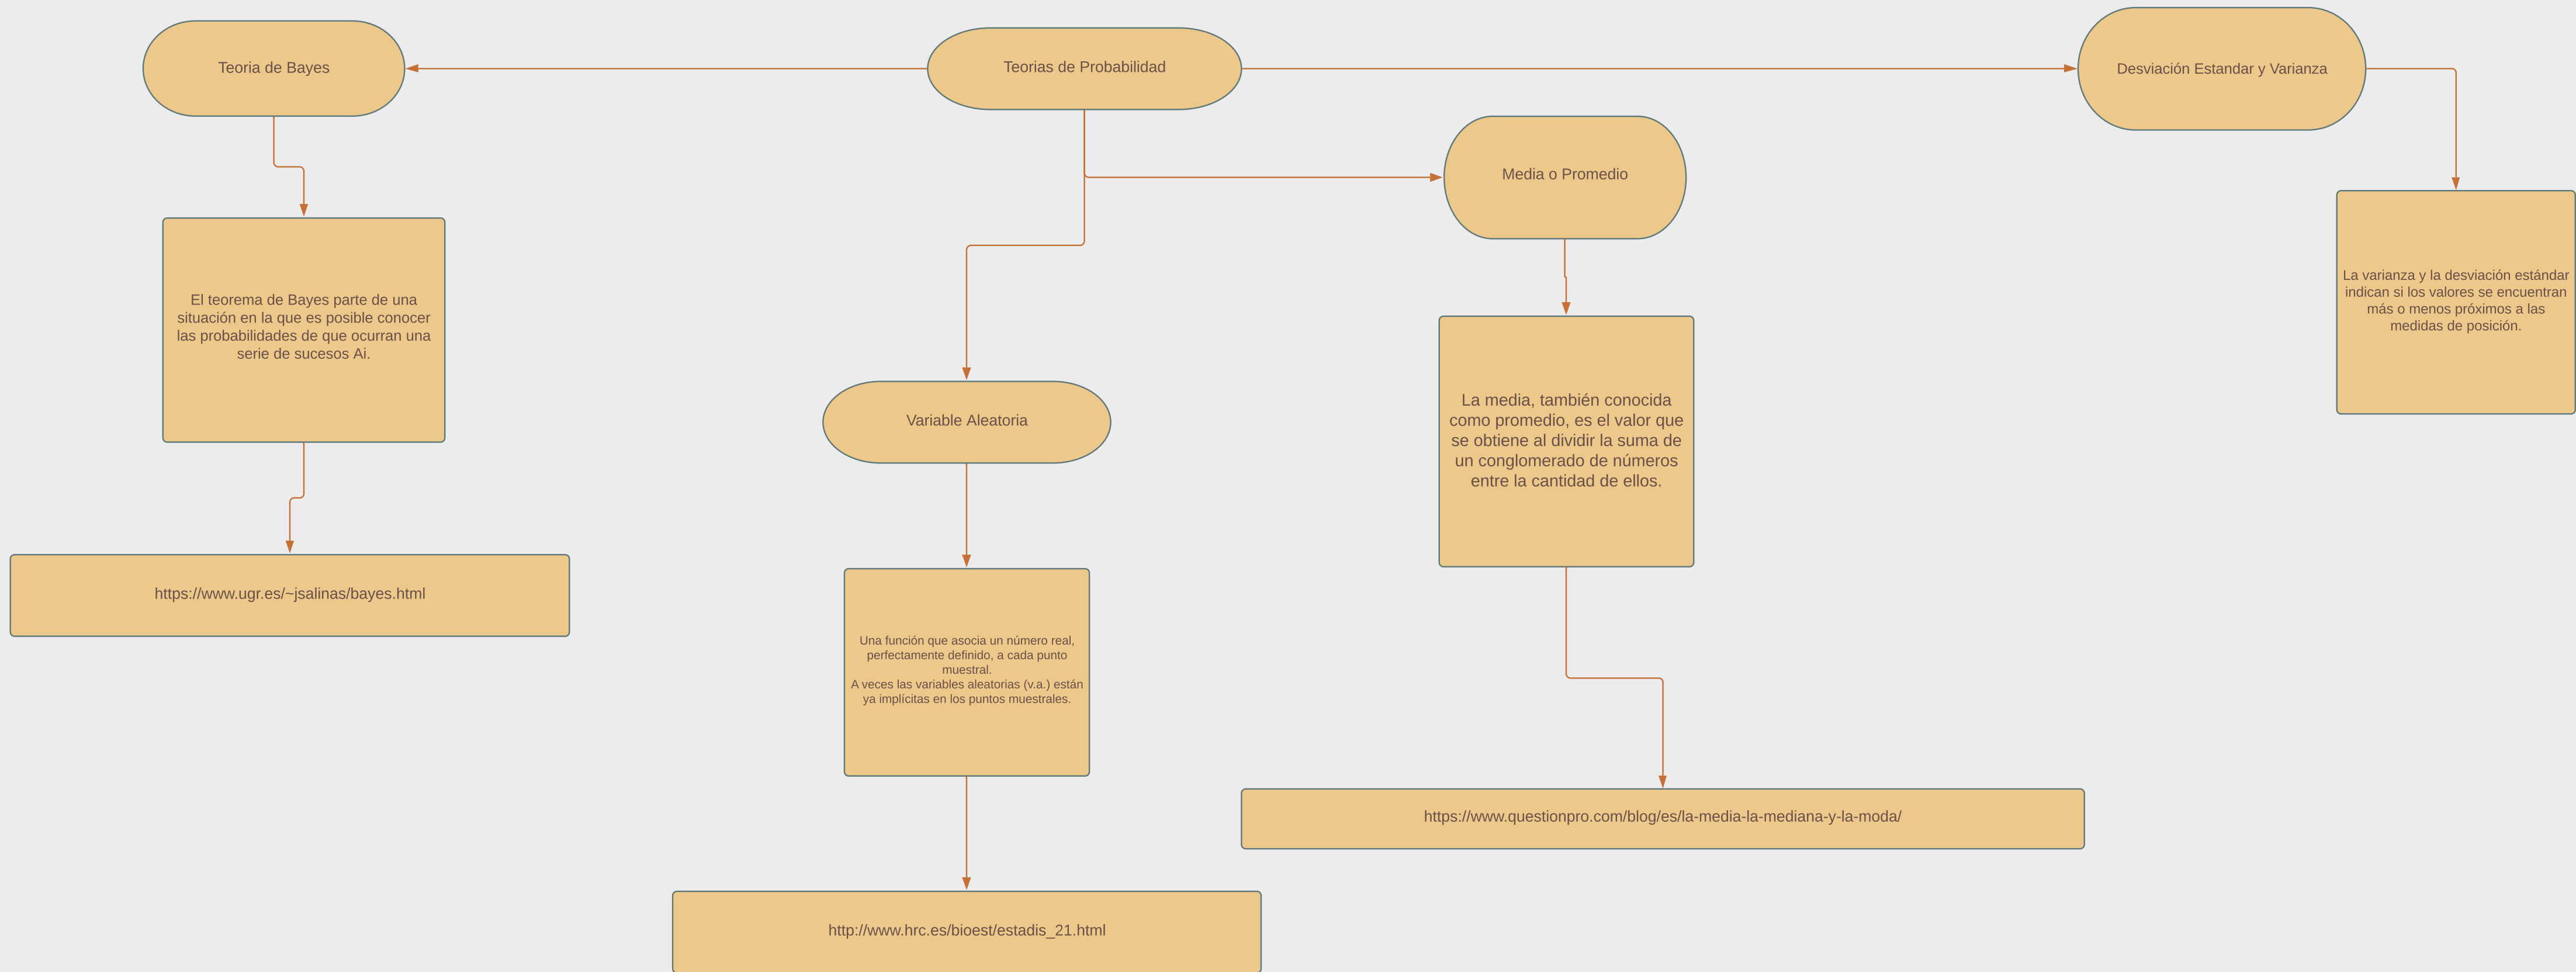 Teoria de Bayes
Teorias de Probabilidad
Desviación Estandar y Varianza
Media o Promedio
El teorema de Bayes parte de una
situación en la que es posible conocer
las probabilidades de que ocurran una
serie de sucesos Ai.
La varianza y la desviación estándar
indican si los valores se encuentran
más o menos próximos a las
medidas de posición.
Variable Aleatoria
La media, también conocida
como promedio, es el valor que
se obtiene al dividir la suma de
un conglomerado de números
entre la cantidad de ellos.
https://www.ugr.es/~jsalinas/bayes.html
Una función que asocia un número real,
perfectamente definido, a cada punto
muestral.
A veces las variables aleatorias (v.a.) están
ya implícitas en los puntos muestrales.
https://www.questionpro.com/blog/es/la-media-la-mediana-y-la-moda/
http://www.hrc.es/bioest/estadis_21.html